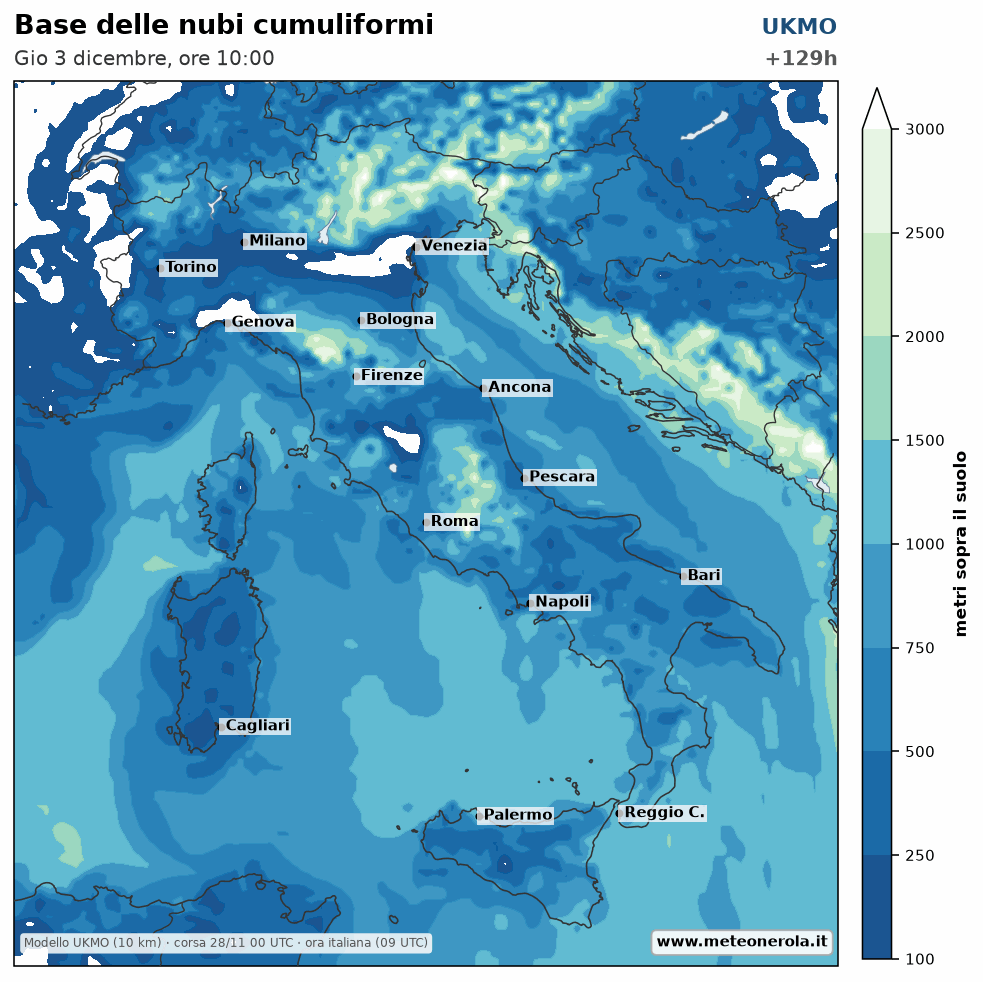 Base delle nubi cumuliformi
UKMO
Gio 3 dicembre, ore 10:00
+129h
3000
2500
2000
1500
1000
750
500
250
100
metri sopra il suolo
Milano
Venezia
Torino
Genova
Bologna
Firenze
Ancona
Pescara
Roma
Bari
Napoli
Cagliari
Palermo
Reggio C.
Modello UKMO (10 km) · corsa 28/11 00 UTC · ora italiana (09 UTC)
www.meteonerola.it